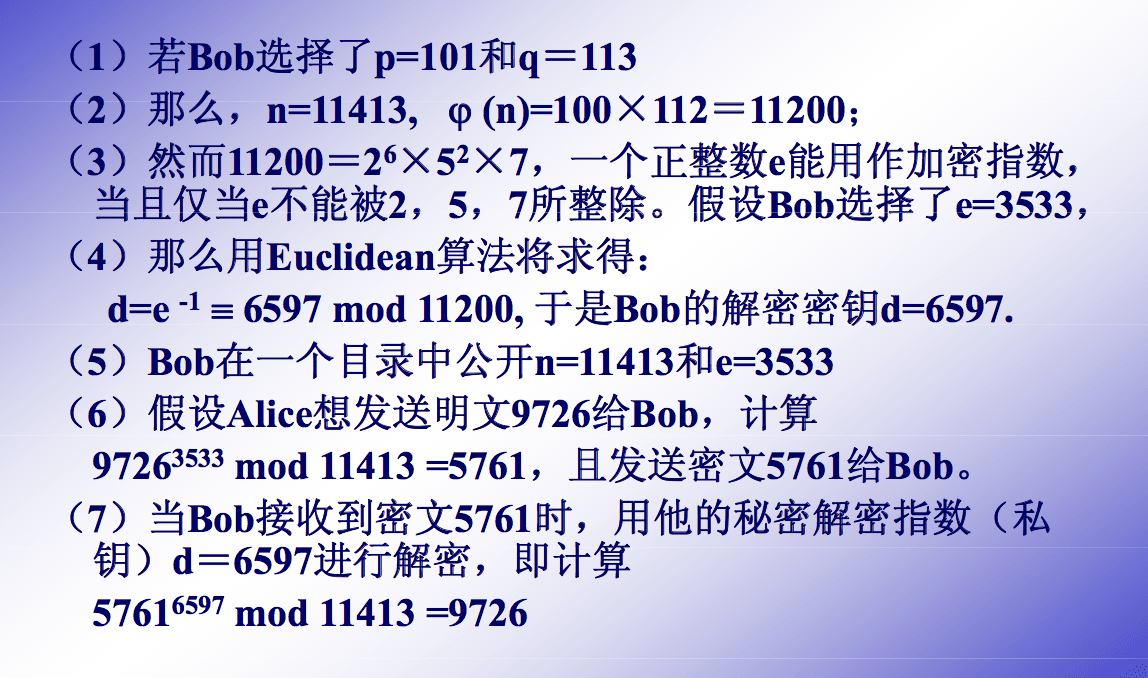 （1）若Bob选择了p=101和q＝113
（2）那么，n=11413, φ (n)=100×112＝11200；
（3）然而11200＝2⁶×5²×7，一个正整数e能用作加密指数，
当且仅当e不能被2，5，7所整除。假设Bob选择了e=3533，
（4）那么用Euclidean算法将求得：
d=e ⁻¹ ≡ 6597 mod 11200, 于是Bob的解密密钥d=6597.
（5）Bob在一个目录中公开n=11413和e=3533
（6）假设Alice想发送明文9726给Bob，计算
9726³⁵³³ mod 11413 =5761，且发送密文5761给Bob。
（7）当Bob接收到密文5761时，用他的秘密解密指数（私
钥）d＝6597进行解密，即计算
5761⁶⁵⁹⁷ mod 11413 =9726